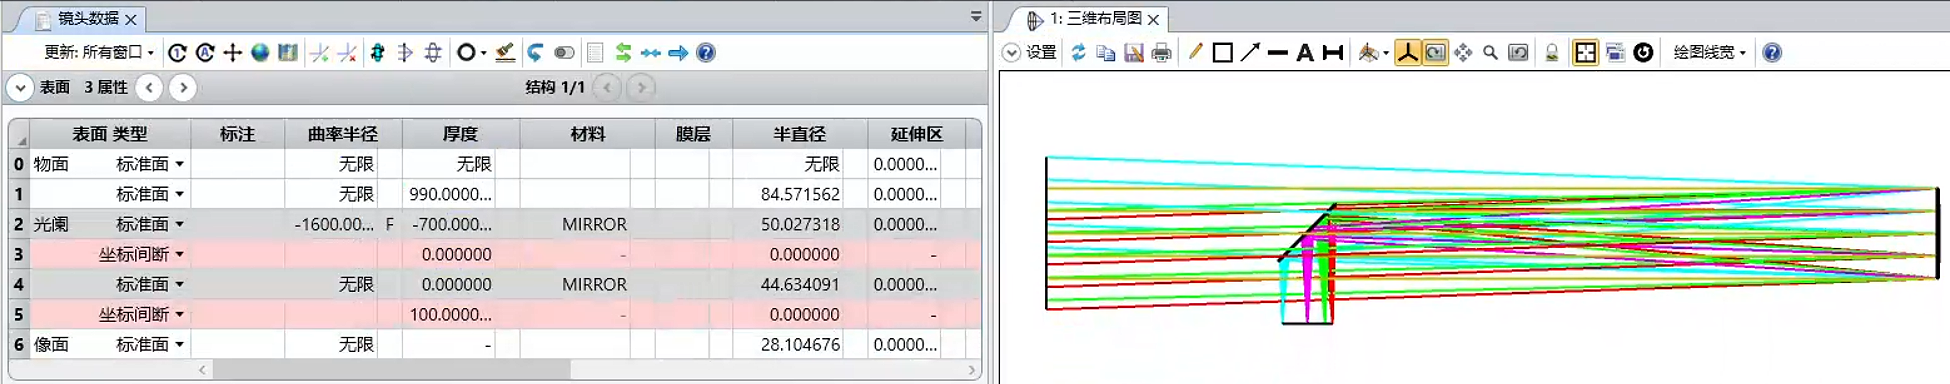 镜头数据
更新: 所有窗口
表面 3 属性
结构 1/1
表面 类型 标注 曲率半径 厚度 材料 膜层 半直径 延伸区
0 物面 标准面 无限 无限 无限 0.0000...
1 标准面 无限 990.0000... 84.571562 0.0000...
2 光阑 标准面 -1600.00... F -700.000... MIRROR 50.027318 0.0000...
3 坐标间断 0.000000 - 0.000000 -
4 标准面 无限 0.000000 MIRROR 44.634091 0.0000...
5 坐标间断 100.0000... - 0.000000 -
6 像面 标准面 无限 - 28.104676 0.0000...
1: 三维布局图
设置 A 绘图线宽